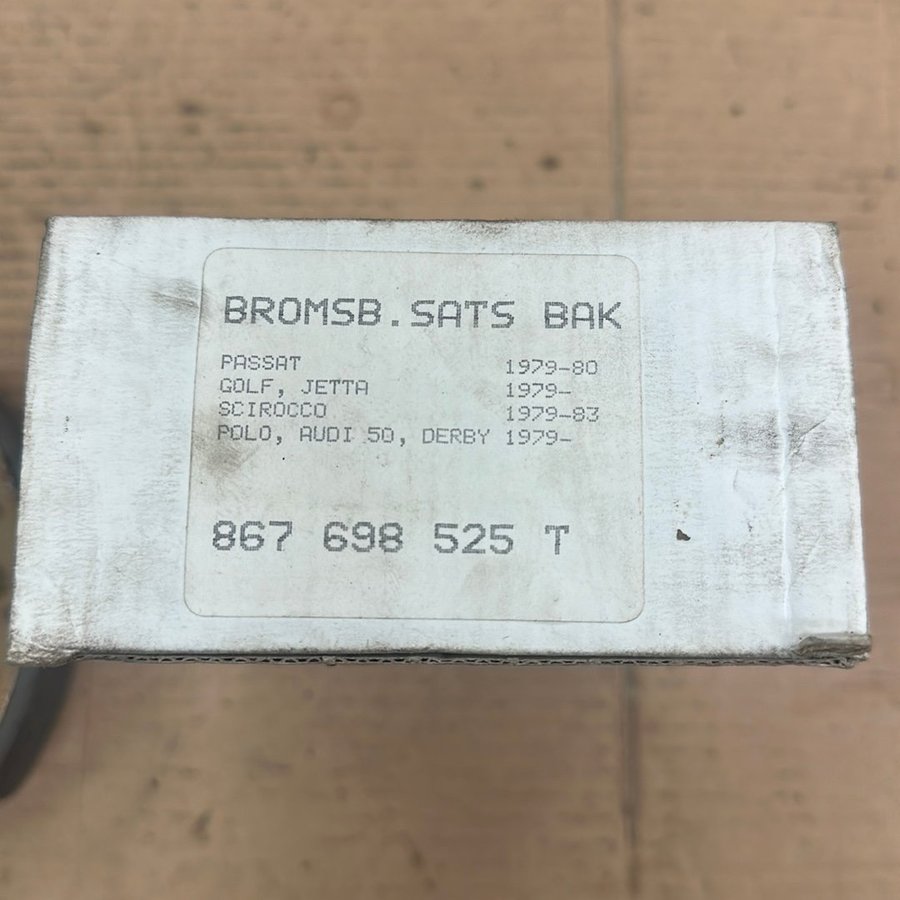 BROMSB.SATS BAK
PASSAT 1979-80
GOLF, JETTA 1979-
SCIROCCO 1979-83
POLO, AUDI 50, DERBY 1979-
867 698 525 T